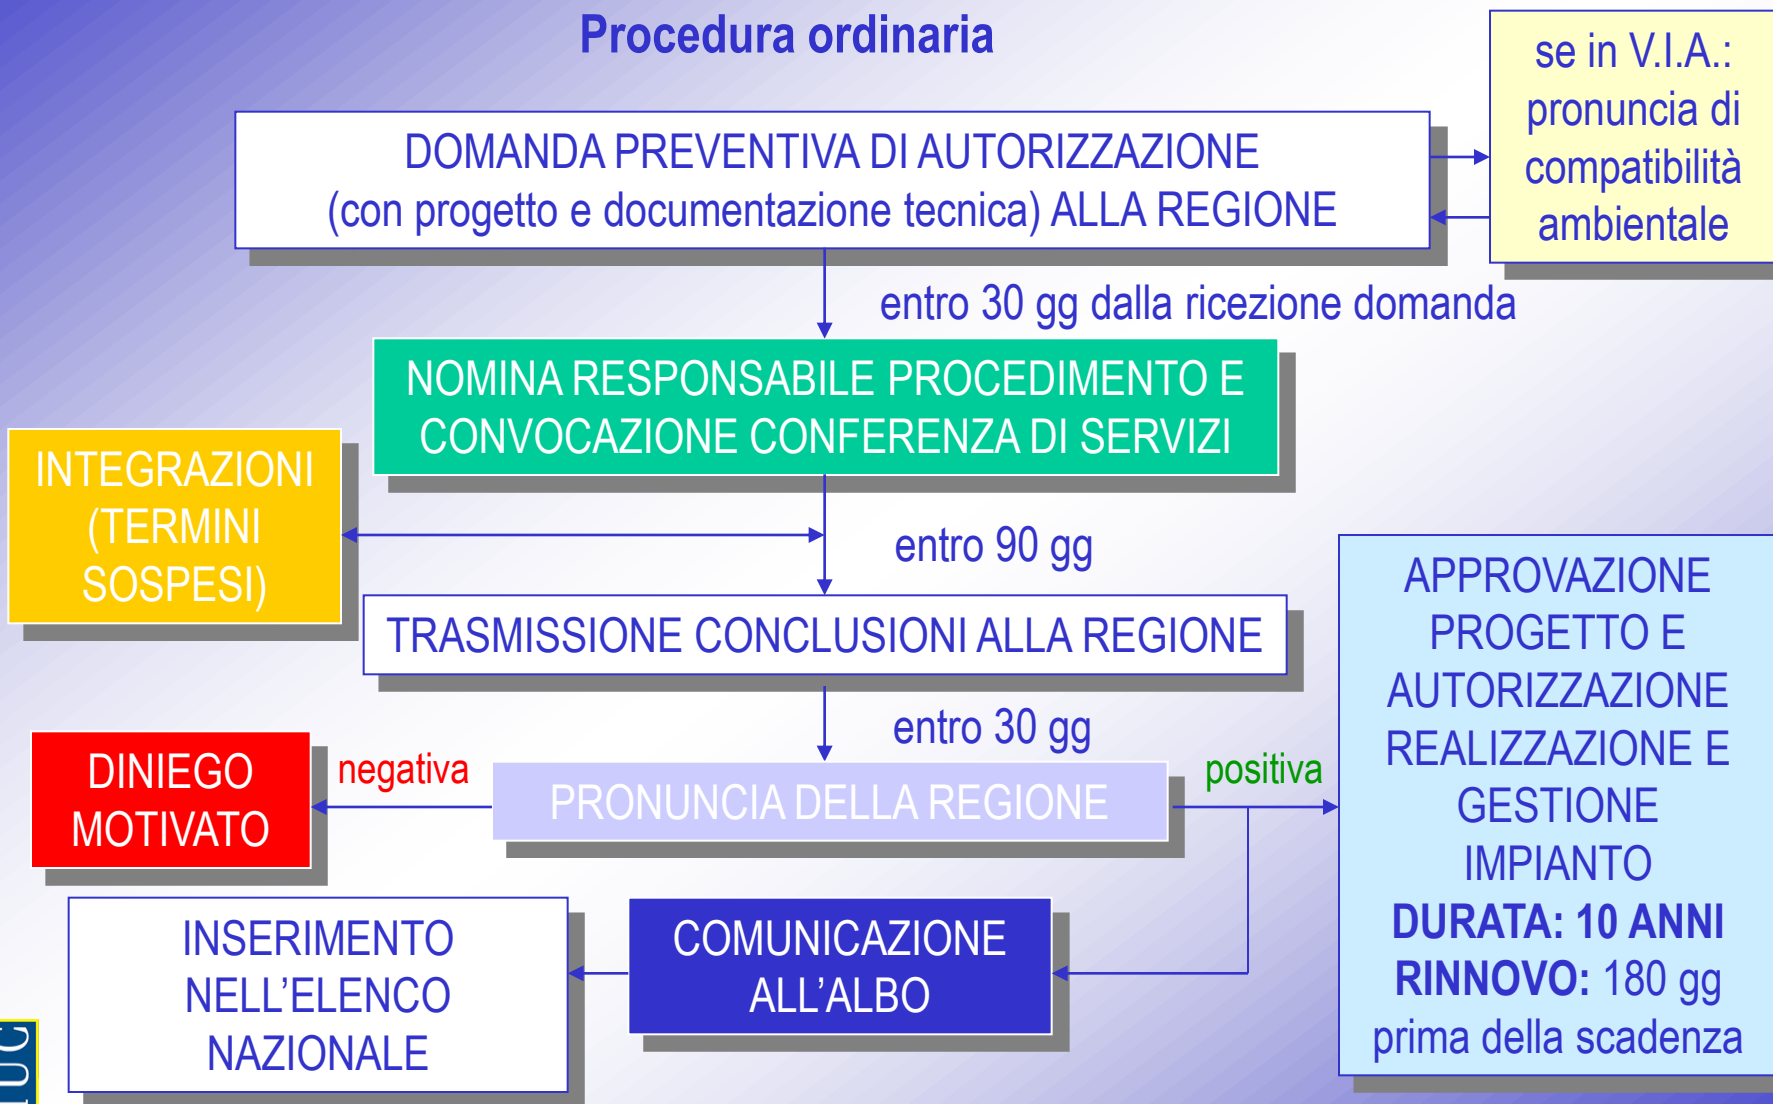 Procedura ordinaria
se in V.I.A.:
pronuncia di
compatibilità
ambientale
DOMANDA PREVENTIVA DI AUTORIZZAZIONE
(con progetto e documentazione tecnica) ALLA REGIONE
entro 30 gg dalla ricezione domanda
NOMINA RESPONSABILE PROCEDIMENTO E
CONVOCAZIONE CONFERENZA DI SERVIZI
INTEGRAZIONI
(TERMINI
SOSPESI)
entro 90 gg
TRASMISSIONE CONCLUSIONI ALLA REGIONE
entro 30 gg
DINIEGO
MOTIVATO
negativa
PRONUNCIA DELLA REGIONE
positiva
APPROVAZIONE
PROGETTO E
AUTORIZZAZIONE
REALIZZAZIONE E
GESTIONE
IMPIANTO
DURATA: 10 ANNI
RINNOVO: 180 gg
prima della scadenza
COMUNICAZIONE
ALL’ALBO
INSERIMENTO
NELL’ELENCO
NAZIONALE